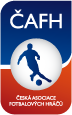 ČAFH
ČESKÁ ASOCIACE
FOTBALOVÝCH HRÁČŮ